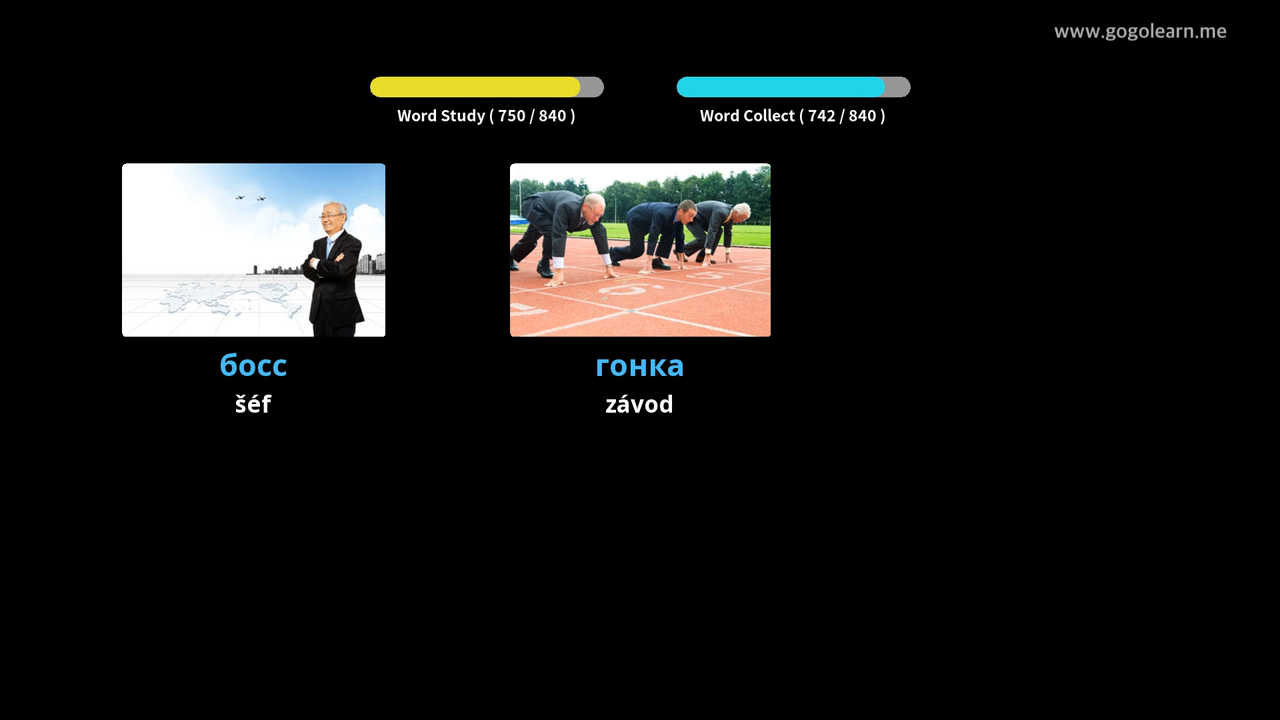 www.gogolearn.me
Word Study ( 750 / 840 )
Word Collect ( 742 / 840 )
босс
šéf
гонка
závod